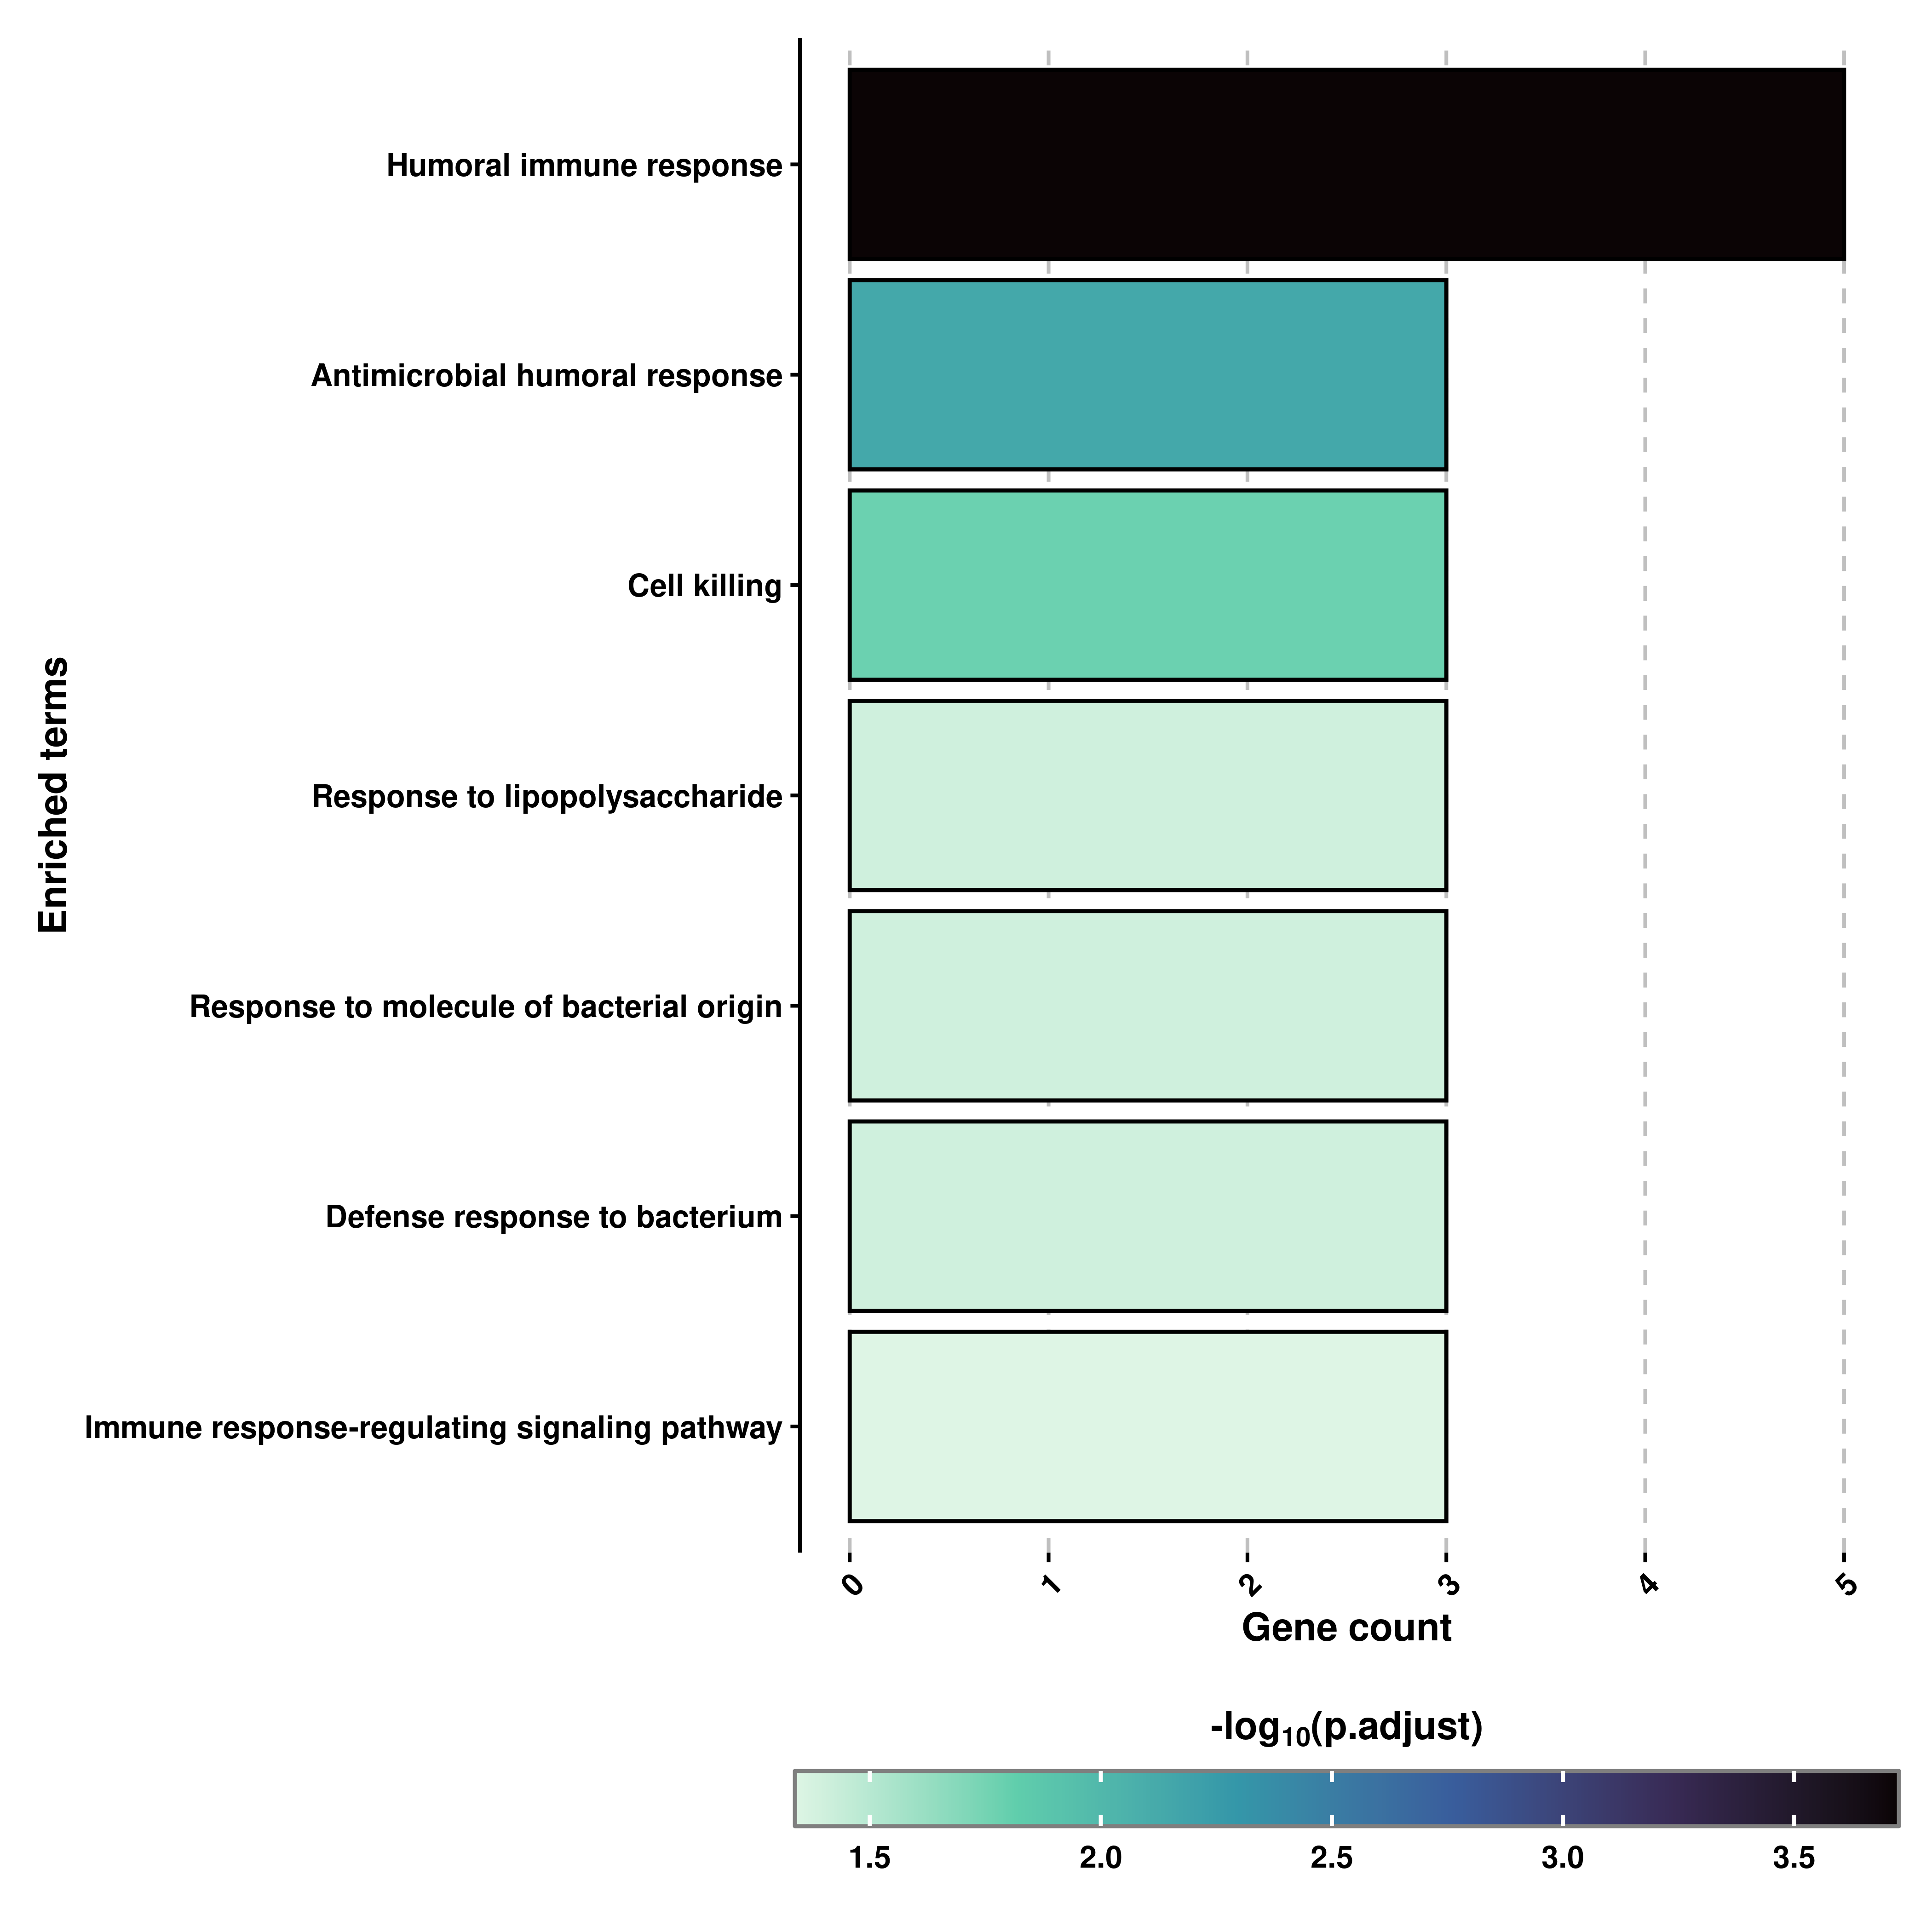 Humoral immune response
Antimicrobial humoral response
Cell killing
Response to lipopolysaccharide
Response to molecule of bacterial origin
Defense response to bacterium
Immune response-regulating signaling pathway
Enriched terms
0 1 2 3 4 5
Gene count
-log₁₀(p.adjust)
1.5 2.0 2.5 3.0 3.5